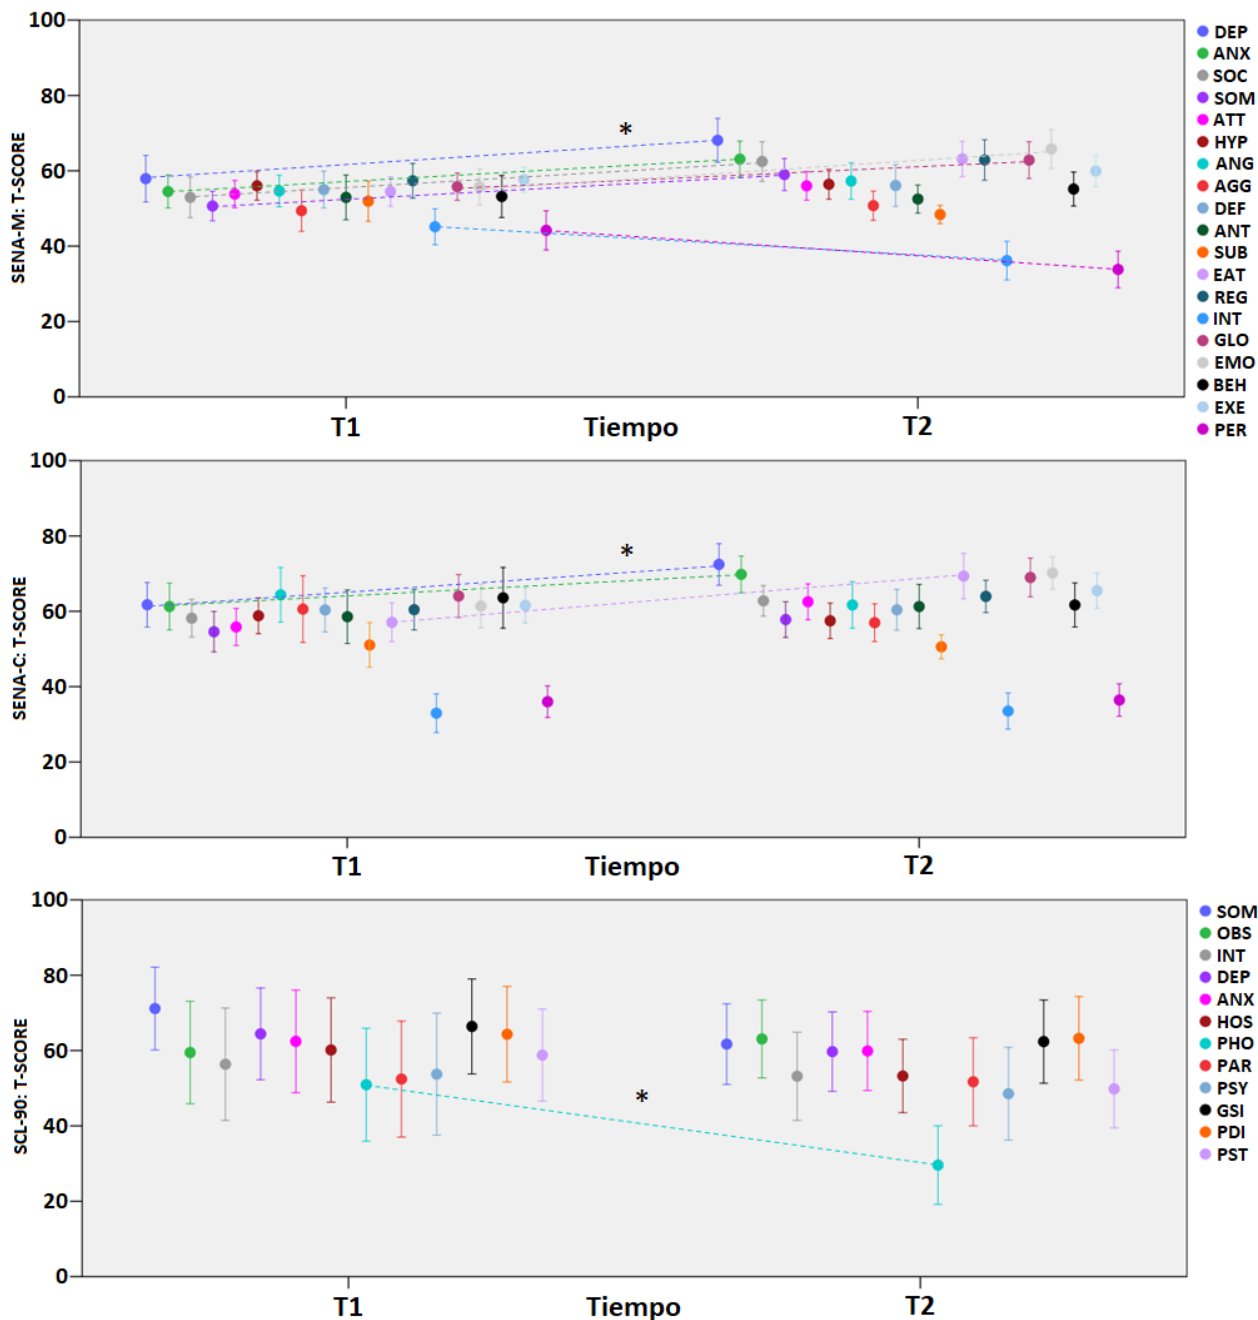 SENA-M: T-SCORE
100
80
60
40
20
0
*
T1 Tiempo T2
DEP
ANX
SOC
SOM
ATT
HYP
ANG
AGG
DEF
ANT
SUB
EAT
REG
INT
GLO
EMO
BEH
EXE
PER
SENA-C: T-SCORE
100
80
60
40
20
0
*
T1 Tiempo T2
SCL-90: T-SCORE
100
80
60
40
20
0
*
T1 Tiempo T2
SOM
OBS
INT
DEP
ANX
HOS
PHO
PAR
PSY
GSI
PDI
PST